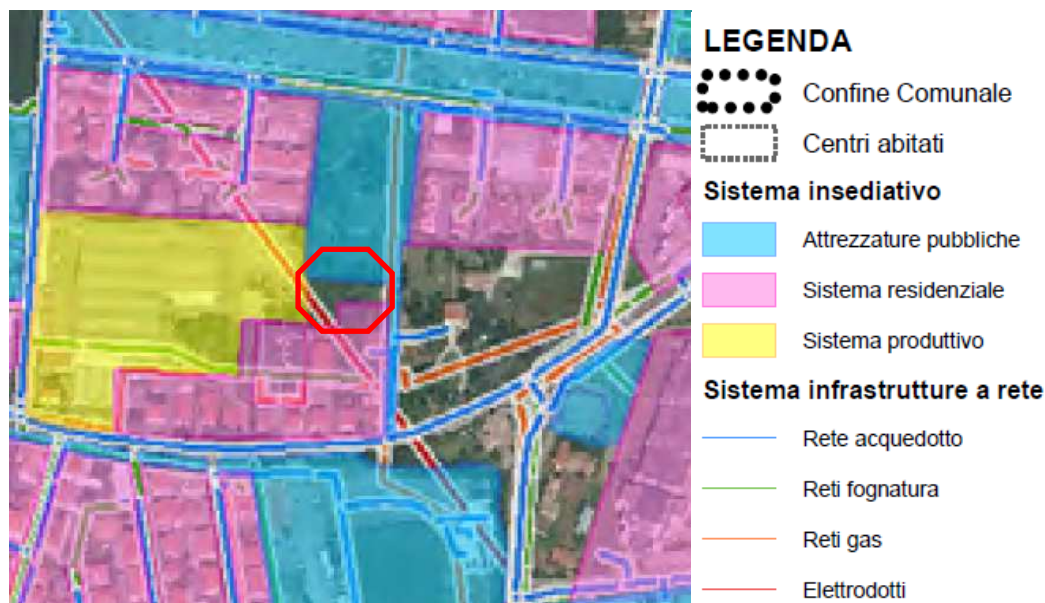 LEGENDA
Confine Comunale
Centri abitati
Sistema insediativo
Attrezzature pubbliche
Sistema residenziale
Sistema produttivo
Sistema infrastrutture a rete
Rete acquedotto
Reti fognatura
Reti gas
Elettrodotti